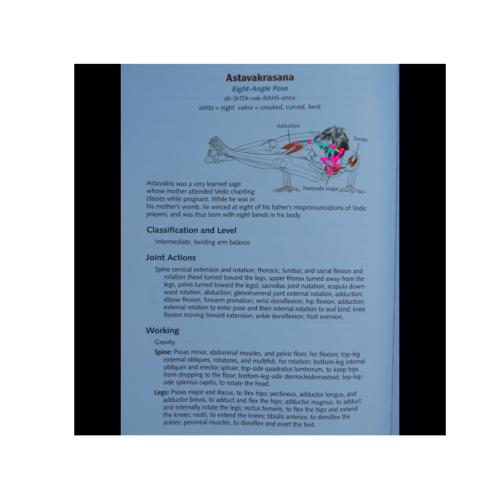 Astavakrasana
Eight-Angle Pose
ah-SHTA-vak-RAHS-anna
ashta = eight vakra = crooked, curved, bent
Adductors
Triceps
Pectoralis major
Astavakra was a very learned sage
whose mother attended Vedic chanting
classes while pregnant. While he was in
his mother's womb, he winced at eight of his father's mispronunciations of Vedic
prayers, and was thus born with eight bends in his body.
Classification and Level
Intermediate, twisting arm balance
Joint Actions
Spine cervical extension and rotation; thoracic, lumbar, and sacral flexion and
rotation (head turned toward the legs, upper thorax turned away from the
legs, pelvis turned toward the legs); sacroiliac joint nutation; scapula down-
ward rotation, abduction; glenohumeral joint external rotation, adduction;
elbow flexion; forearm pronation; wrist dorsiflexion; hip flexion, adduction,
external rotation to enter pose and then internal rotation to seal bind; knee
flexion moving toward extension; ankle dorsiflexion; foot eversion.
Working
Gravity.
Spine: Psoas minor, abdominal muscles, and pelvic floor, for flexion; top-leg
external obliques, rotatores, and multifidi, for rotation; bottom-leg internal
obliques and erector spinae; top-side quadratus lumborum, to keep hips
from dropping to the floor; bottom-leg-side sternocleidomastoid; top-leg-
side splenius capitis, to rotate the head.
Legs: Psoas major and iliacus, to flex hips; pectineus, adductor longus, and
adductor brevis, to adduct and flex the hips; adductor magnus, to adduct
and internally rotate the legs; rectus femoris, to flex the hips and extend
the knees; vastii, to extend the knees; tibialis anterior, to dorsiflex the
ankles; peroneal muscles, to dorsiflex and evert the feet.